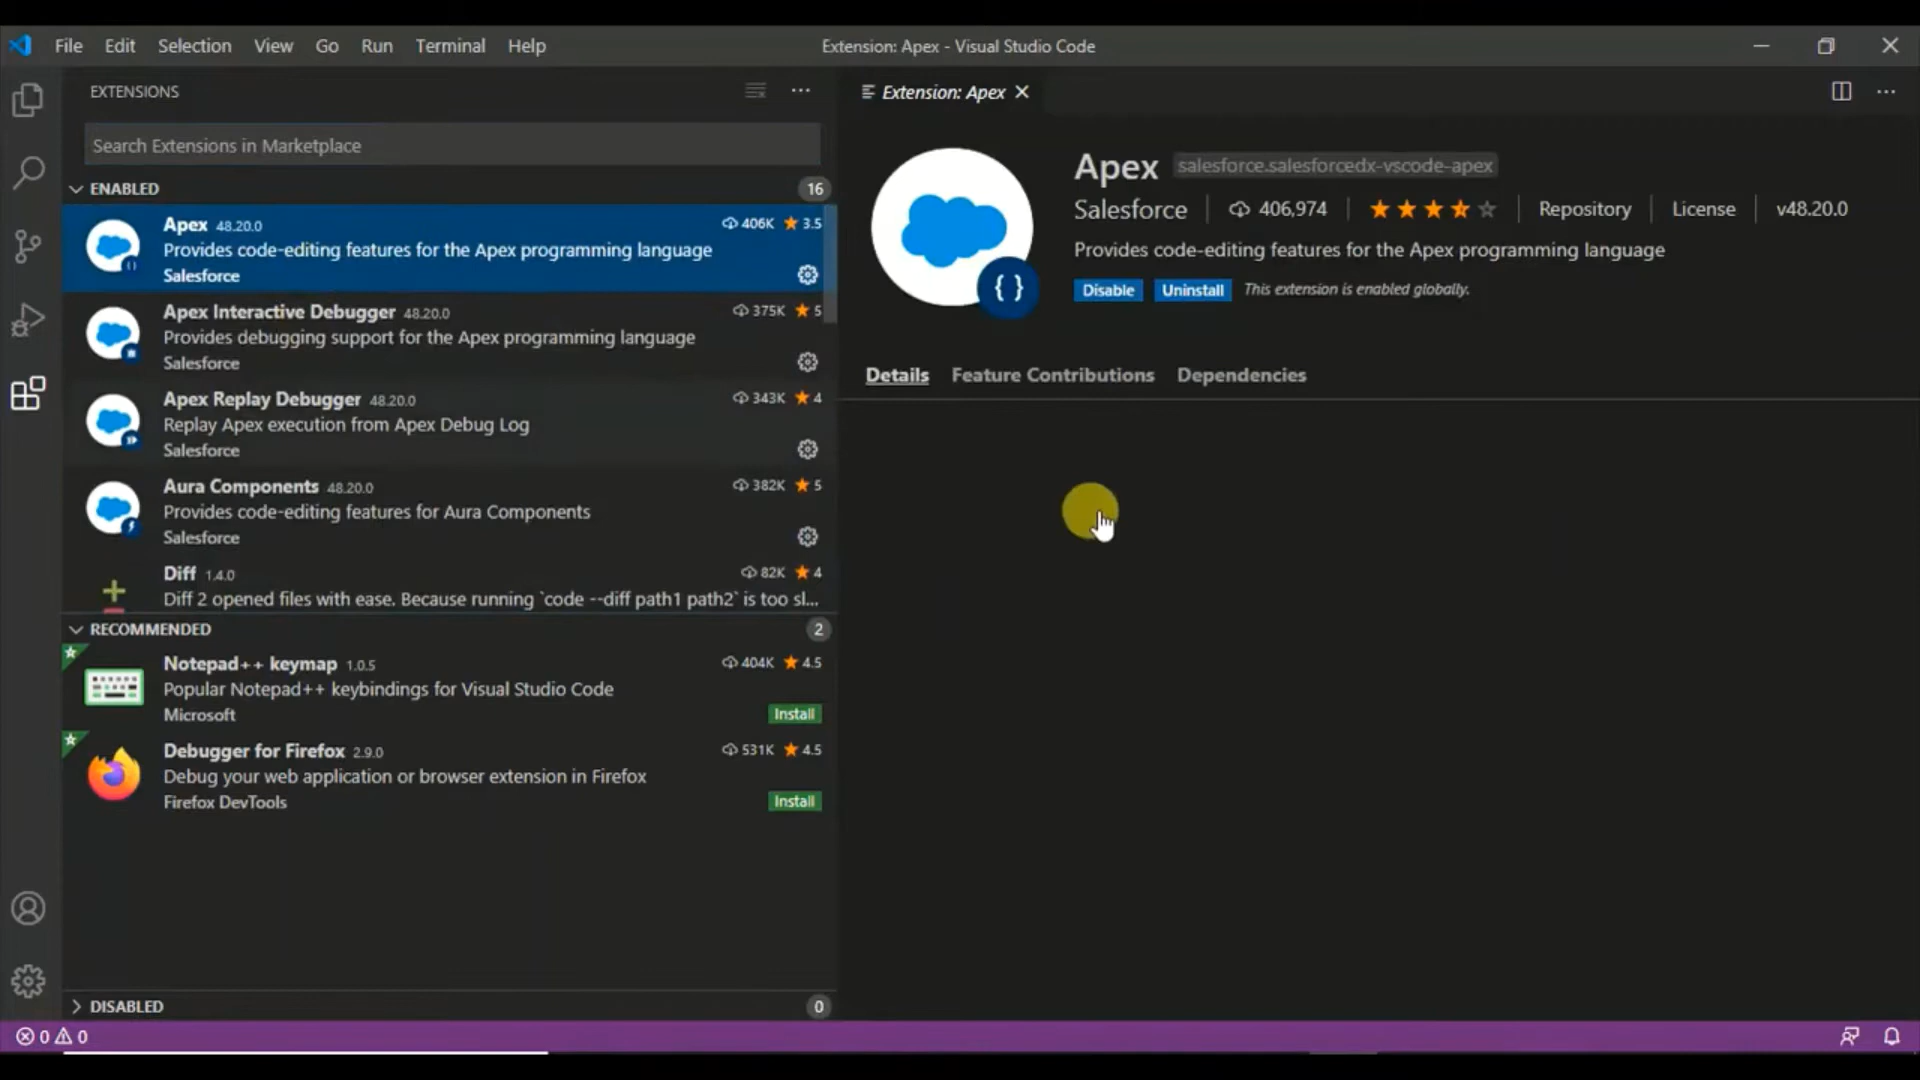 File Edit Selection View Go Run Terminal Help
Extension: Apex - Visual Studio Code
EXTENSIONS
Search Extensions in Marketplace
ENABLED 16
Apex 48.20.0 406K 3.5
Provides code-editing features for the Apex programming language
Salesforce
Apex Interactive Debugger 48.20.0 375K 5
Provides debugging support for the Apex programming language
Salesforce
Apex Replay Debugger 48.20.0 343K 4
Replay Apex execution from Apex Debug Log
Salesforce
Aura Components 48.20.0 382K 5
Provides code-editing features for Aura Components
Salesforce
Diff 1.4.0 82K 4
Diff 2 opened files with ease. Because running `code --diff path1 path2` is too sl...
RECOMMENDED 2
Notepad++ keymap 1.0.5 404K 4.5
Popular Notepad++ keybindings for Visual Studio Code
Microsoft Install
Debugger for Firefox 2.9.0 531K 4.5
Debug your web application or browser extension in Firefox
Firefox DevTools Install
DISABLED 0
0 0
Extension: Apex
{ }
Apex salesforce.salesforcedx-vscode-apex
Salesforce 406,974 Repository License v48.20.0
Provides code-editing features for the Apex programming language
Disable Uninstall This extension is enabled globally.
Details Feature Contributions Dependencies